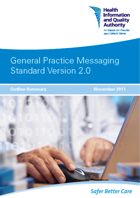 Health
Information
and Quality
Authority
General Practice Messaging
Standard Version 2.0
Outline Summary
November 2011
Safer Better Care